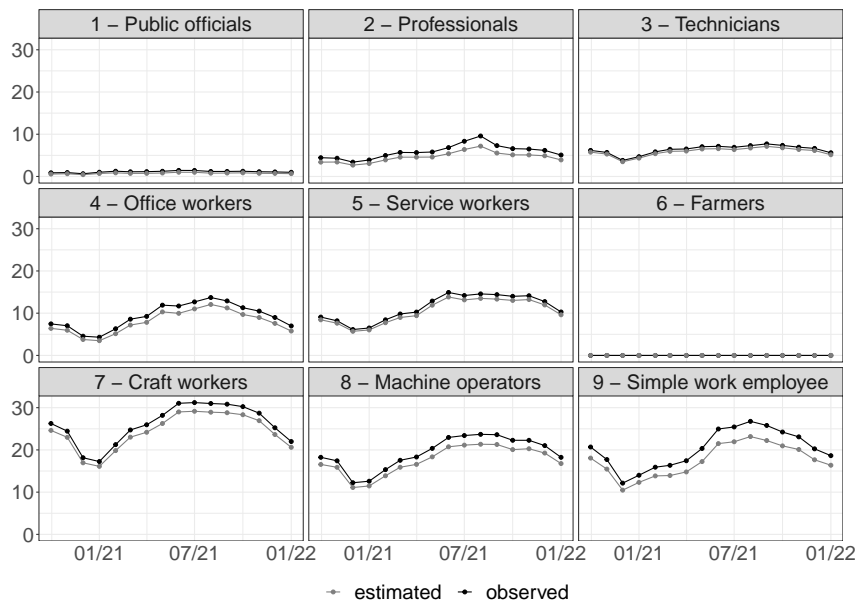 1 – Public officials
2 – Professionals
3 – Technicians
30
20
10
0
4 – Office workers
5 – Service workers
6 – Farmers
30
20
10
0
7 – Craft workers
8 – Machine operators
9 – Simple work employee
30
20
10
0
01/21 07/21 01/22
01/21 07/21 01/22
01/21 07/21 01/22
estimated observed